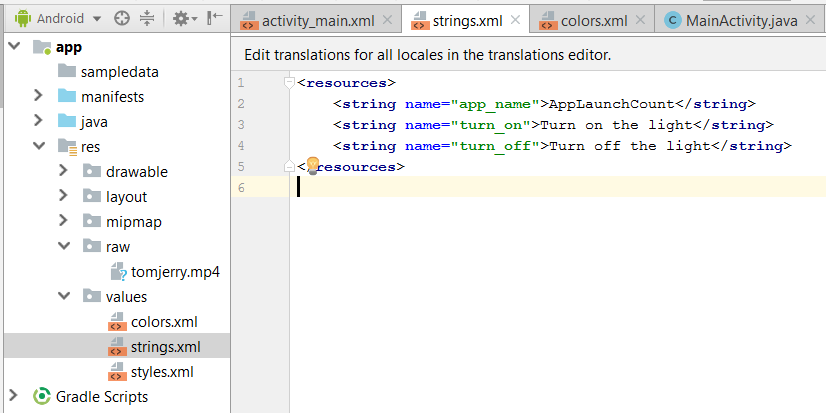 Android
activity_main.xml
strings.xml
colors.xml
MainActivity.java
app
sampledata
manifests
java
res
drawable
layout
mipmap
raw
tomjerry.mp4
values
colors.xml
strings.xml
styles.xml
Gradle Scripts
Edit translations for all locales in the translations editor.
1 <resources>
2 <string name="app_name">AppLaunchCount</string>
3 <string name="turn_on">Turn on the light</string>
4 <string name="turn_off">Turn off the light</string>
5 </resources>
6